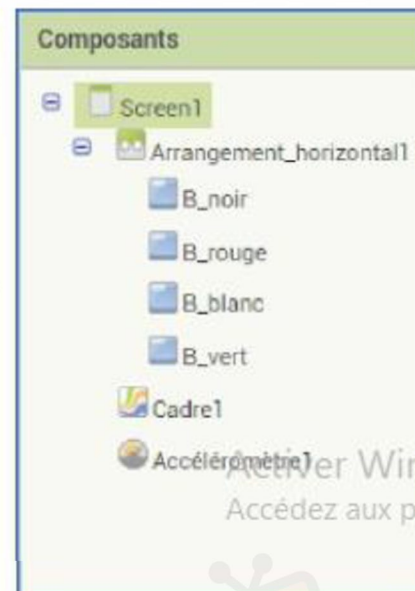 Composants
Screen1
Arrangement_horizontal1
B_noir
B_rouge
B_blanc
B_vert
Cadre1
Accéléromètre1
Activer Win
Accédez aux p